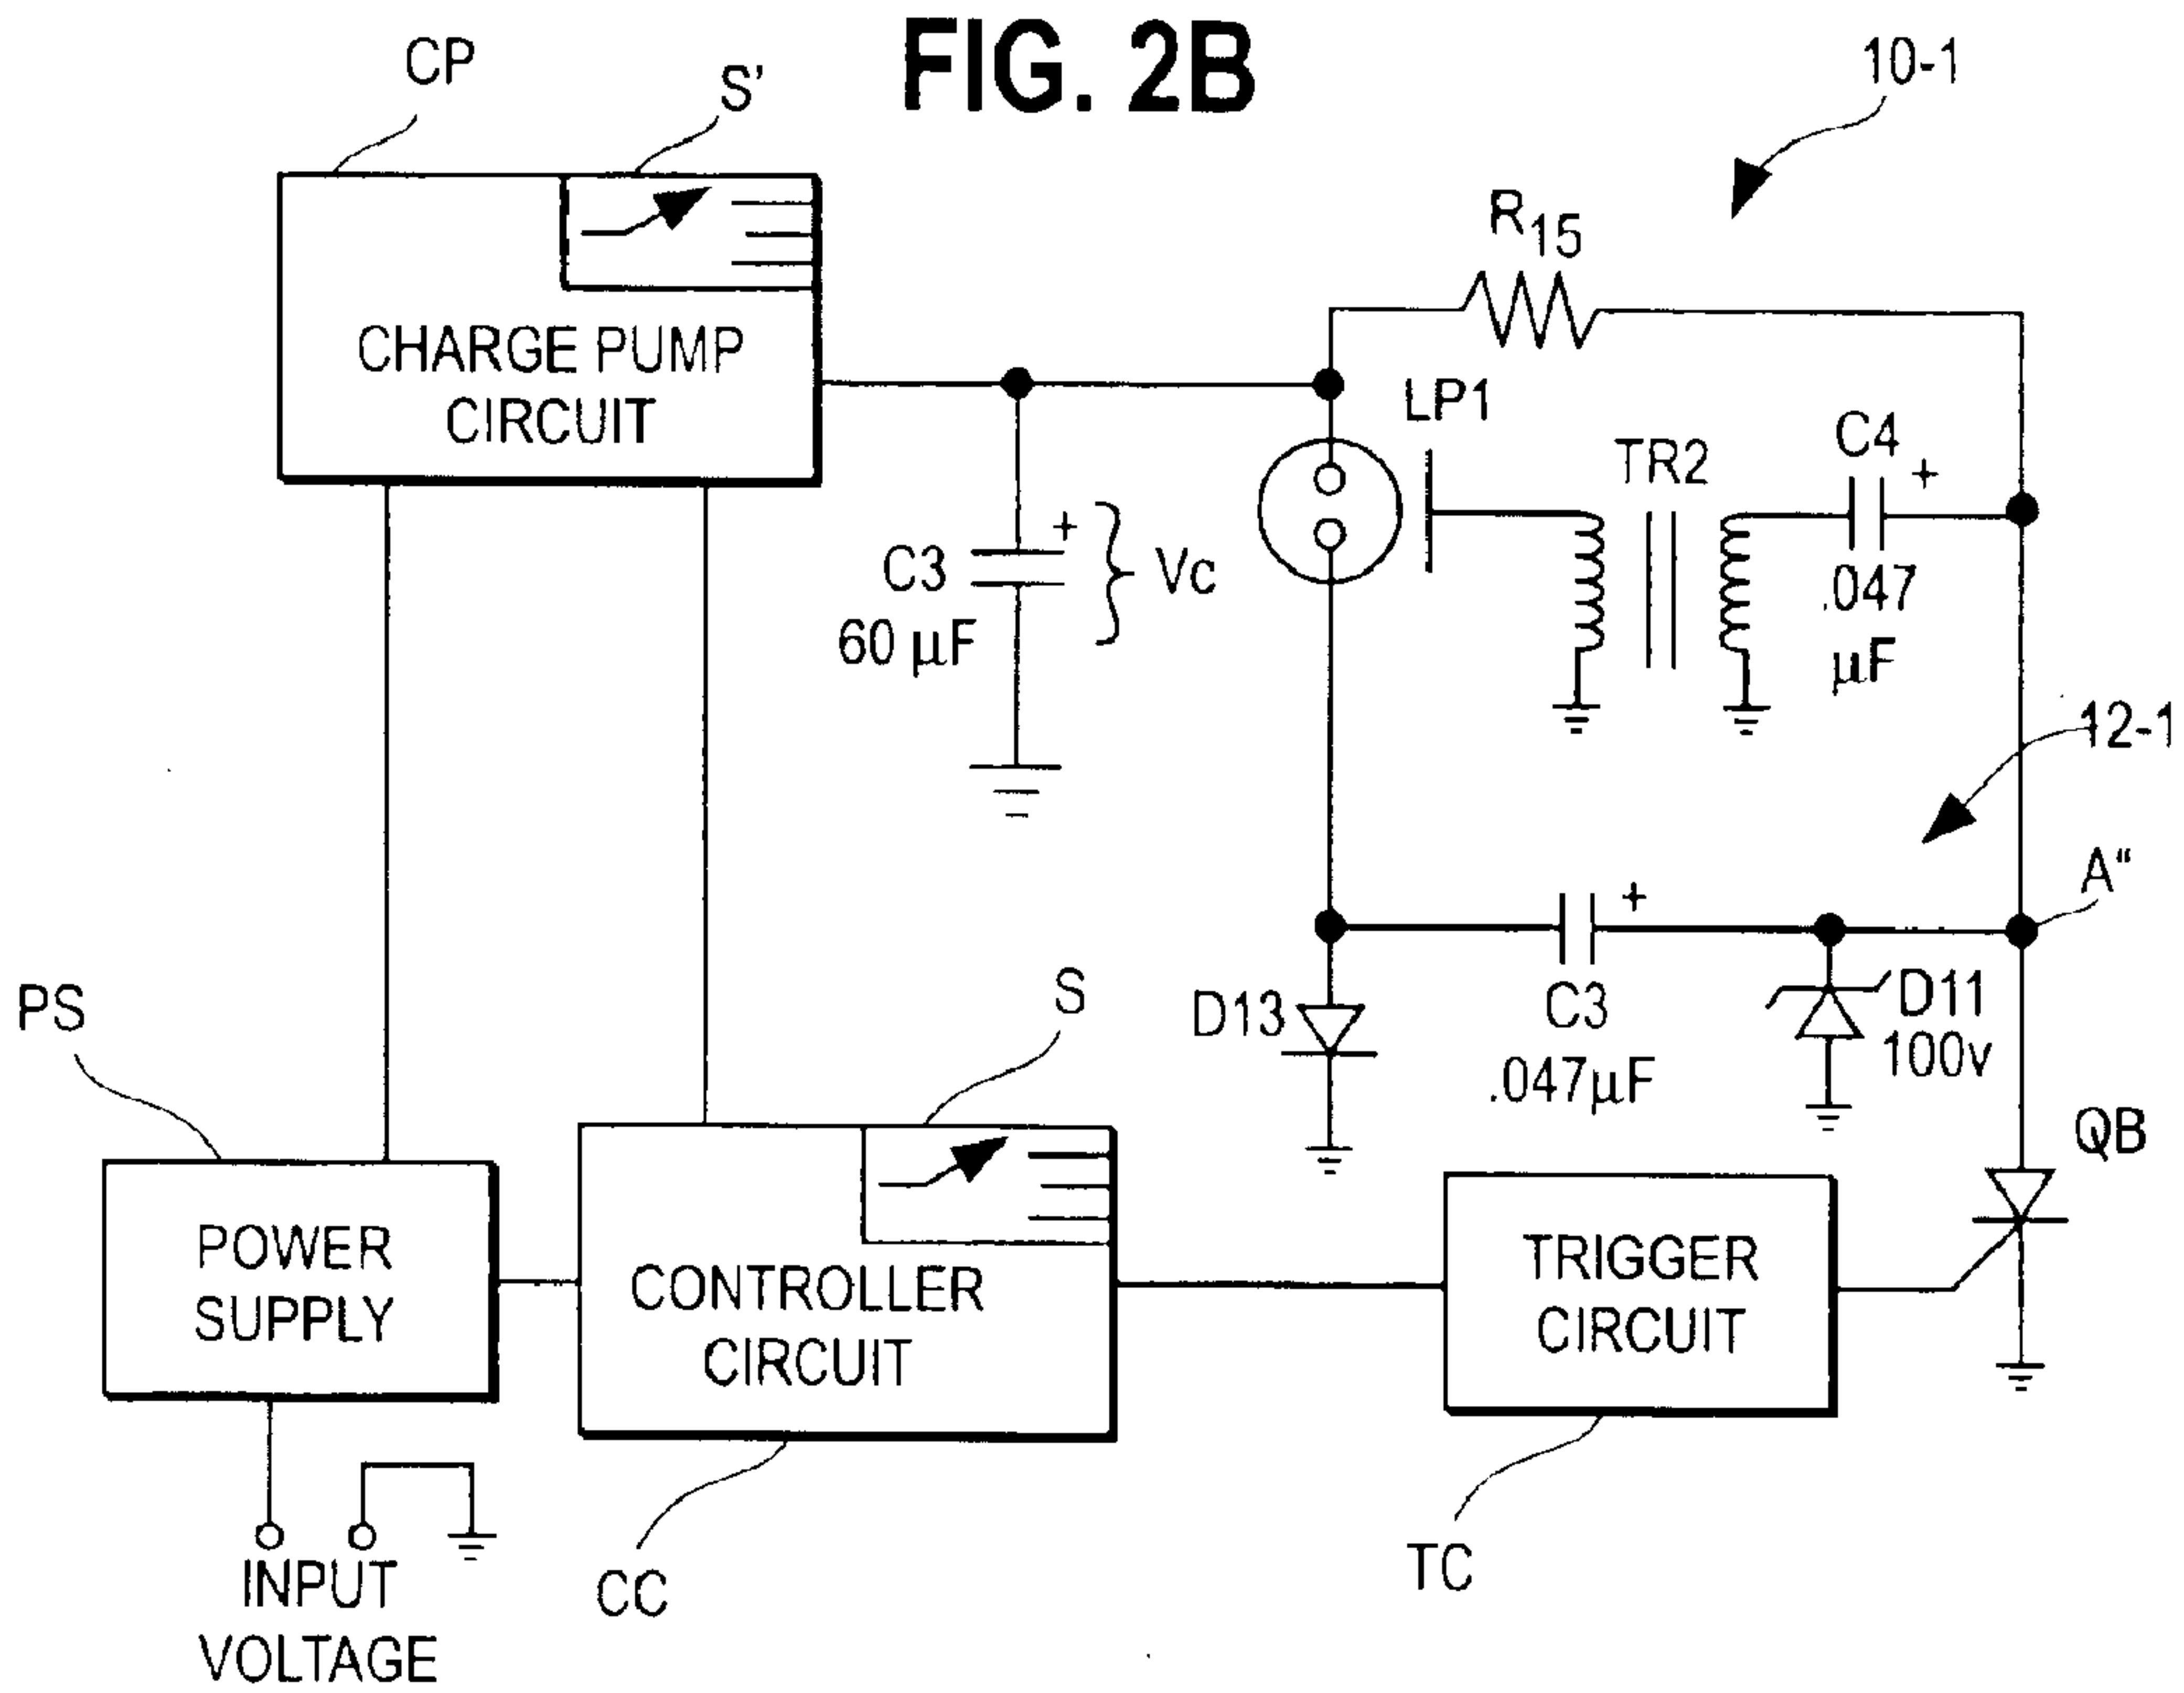 FIG. 2B
CP
S'
10-1
CHARGE PUMP
CIRCUIT
R15
LP1
TR2
C4
+
.047
µF
C3
60 µF
+
Vc
12-1
A"
+
C3
.047µF
D13
D11
100v
QB
PS
S
POWER
SUPPLY
CONTROLLER
CIRCUIT
TRIGGER
CIRCUIT
INPUT
VOLTAGE
CC
TC